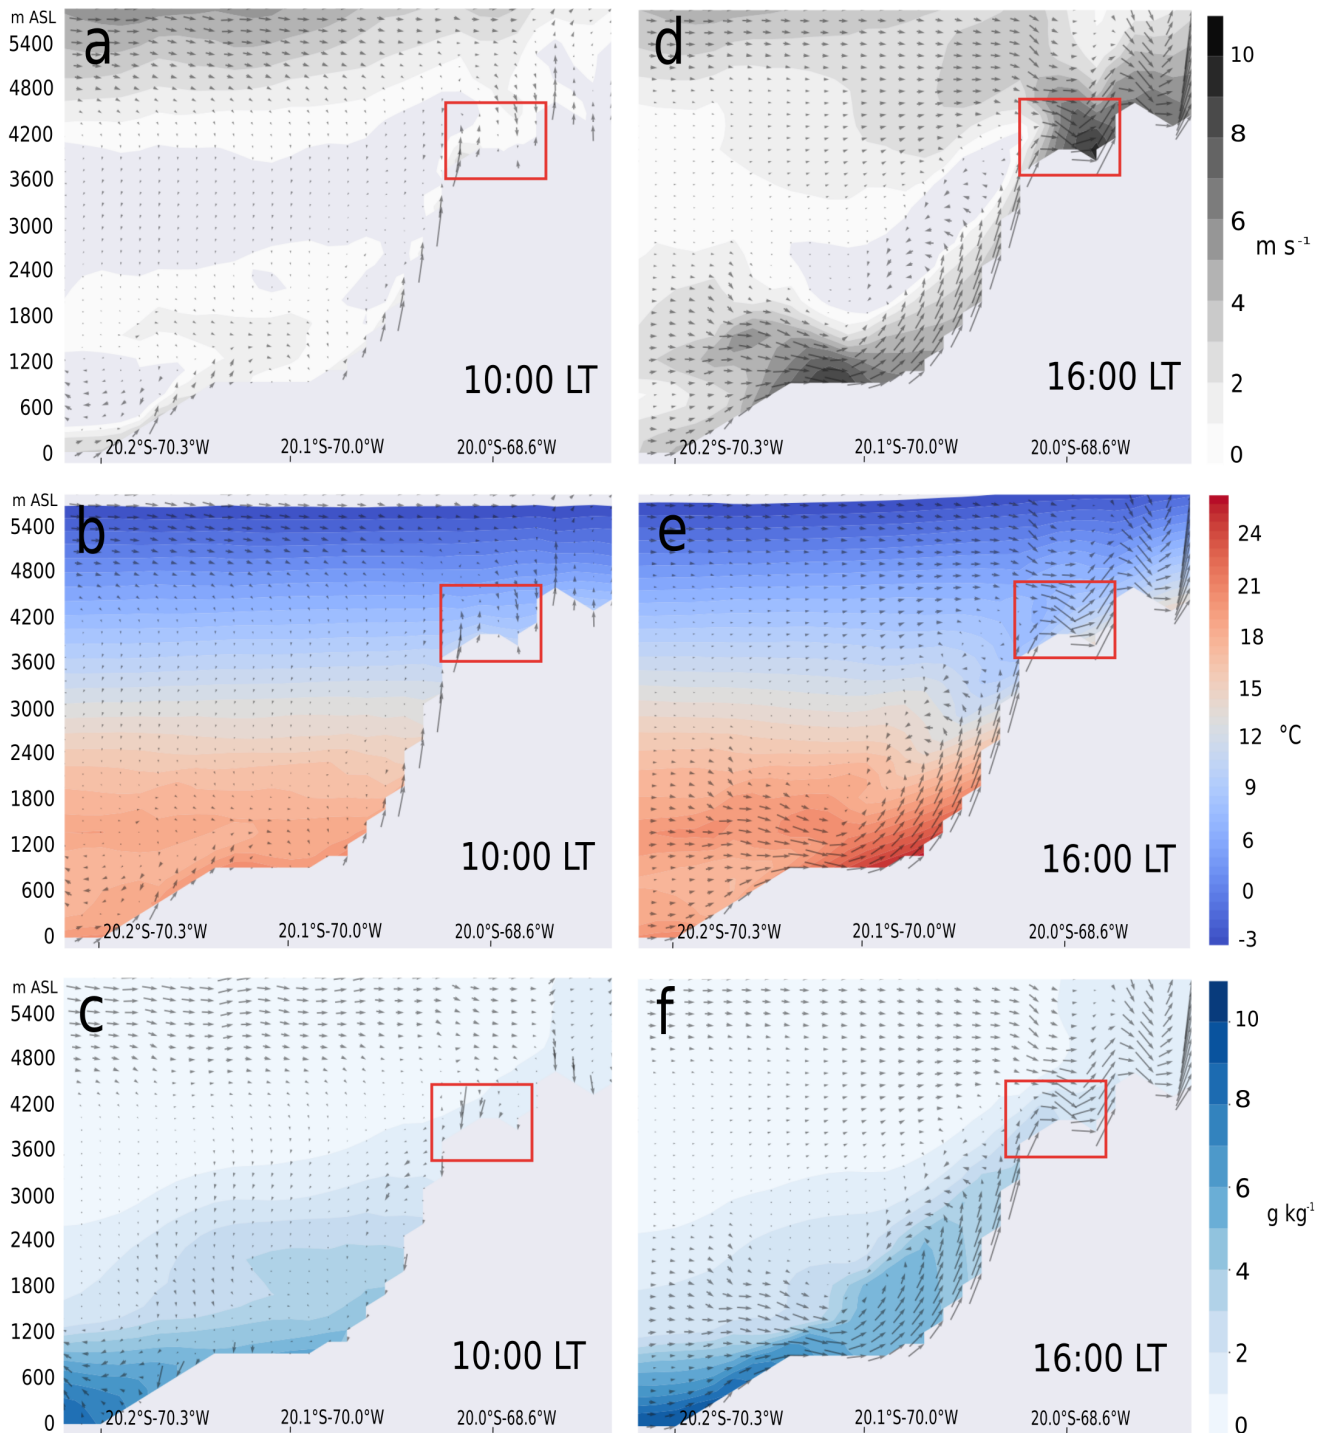 m ASL
5400
4800
4200
3600
3000
2400
1800
1200
600
0
a
10:00 LT
20.2°S-70.3°W
20.1°S-70.0°W
20.0°S-68.6°W
d
16:00 LT
20.2°S-70.3°W
20.1°S-70.0°W
20.0°S-68.6°W
10
8
6
m s⁻¹
4
2
0
m ASL
5400
4800
4200
3600
3000
2400
1800
1200
600
0
b
10:00 LT
20.2°S-70.3°W
20.1°S-70.0°W
20.0°S-68.6°W
e
16:00 LT
20.2°S-70.3°W
20.1°S-70.0°W
20.0°S-68.6°W
24
21
18
15
12 °C
9
6
0
-3
m ASL
5400
4800
4200
3600
3000
2400
1800
1200
600
0
c
10:00 LT
20.2°S-70.3°W
20.1°S-70.0°W
20.0°S-68.6°W
f
16:00 LT
20.2°S-70.3°W
20.1°S-70.0°W
20.0°S-68.6°W
10
8
6
g kg⁻¹
4
2
0